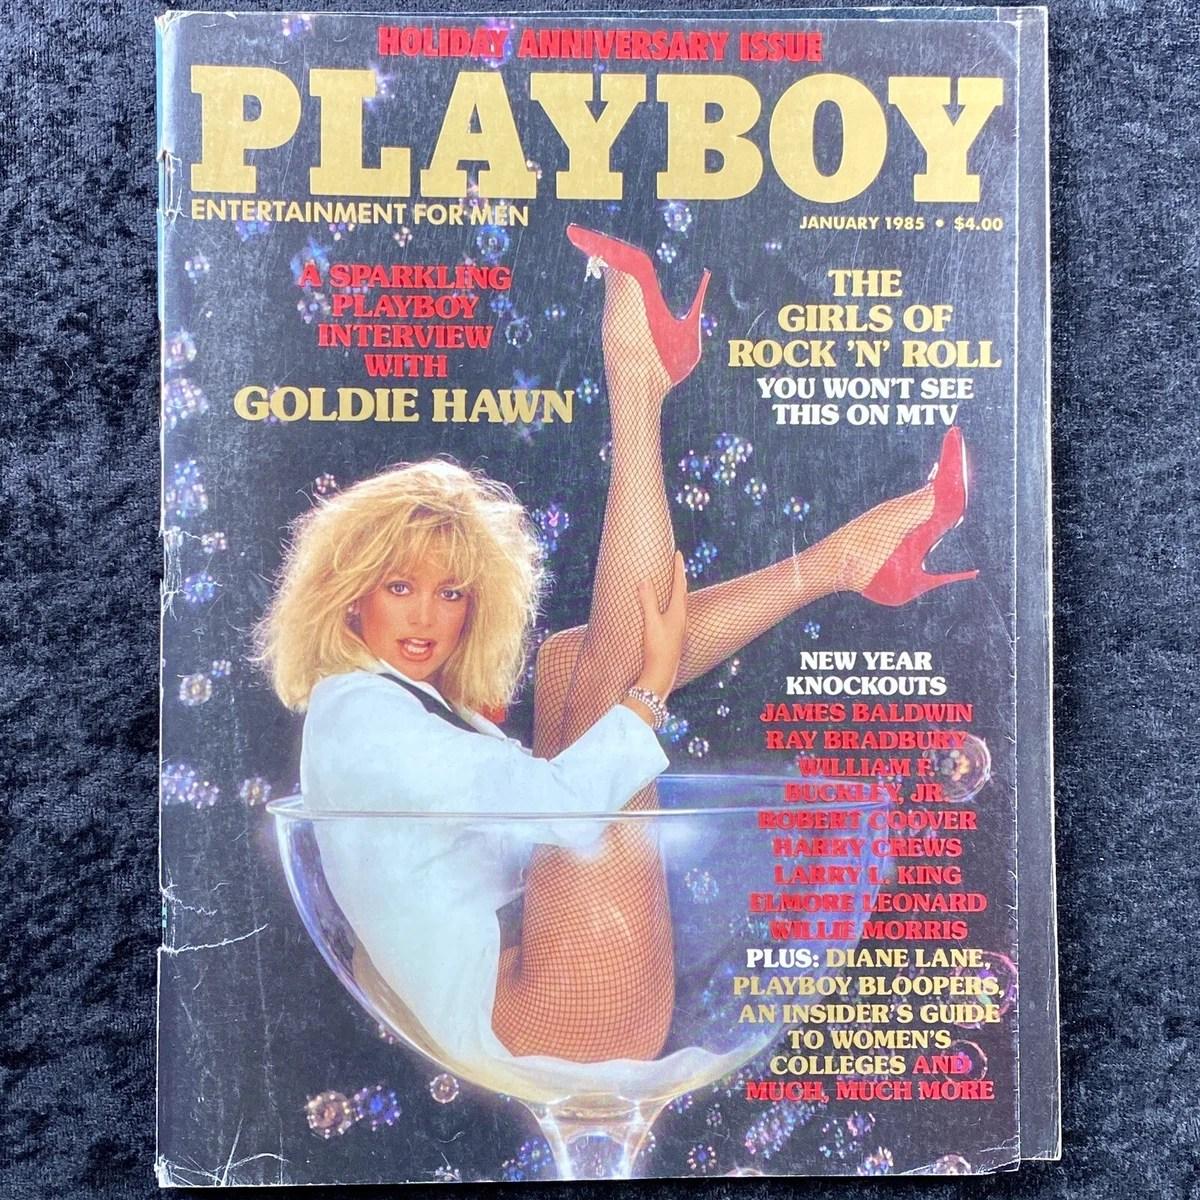 HOLIDAY ANNIVERSARY ISSUE
PLAYBOY
ENTERTAINMENT FOR MEN
JANUARY 1985 • $4.00
A SPARKLING
PLAYBOY
INTERVIEW
WITH
GOLDIE HAWN
THE
GIRLS OF
ROCK 'N' ROLL
YOU WON'T SEE
THIS ON MTV
NEW YEAR
KNOCKOUTS
JAMES BALDWIN
RAY BRADBURY
WILLIAM F.
BUCKLEY, JR.
ROBERT COOVER
HARRY CREWS
LARRY L. KING
ELMORE LEONARD
WILLIE MORRIS
PLUS: DIANE LANE,
PLAYBOY BLOOPERS,
AN INSIDER'S GUIDE
TO WOMEN'S
COLLEGES AND
MUCH, MUCH MORE